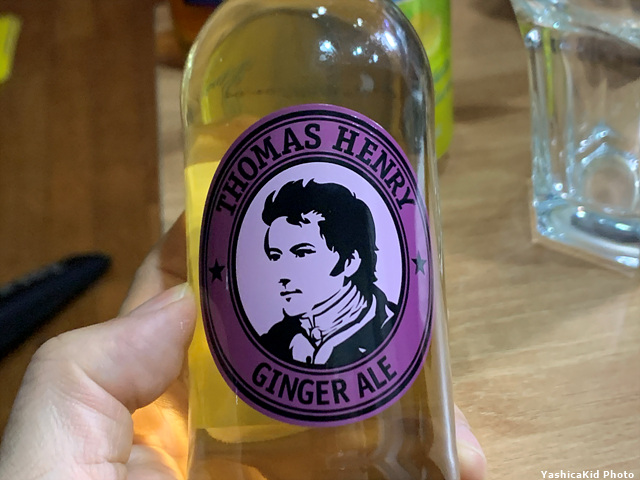 THOMAS HENRY
GINGER ALE
YashicaKid Photo